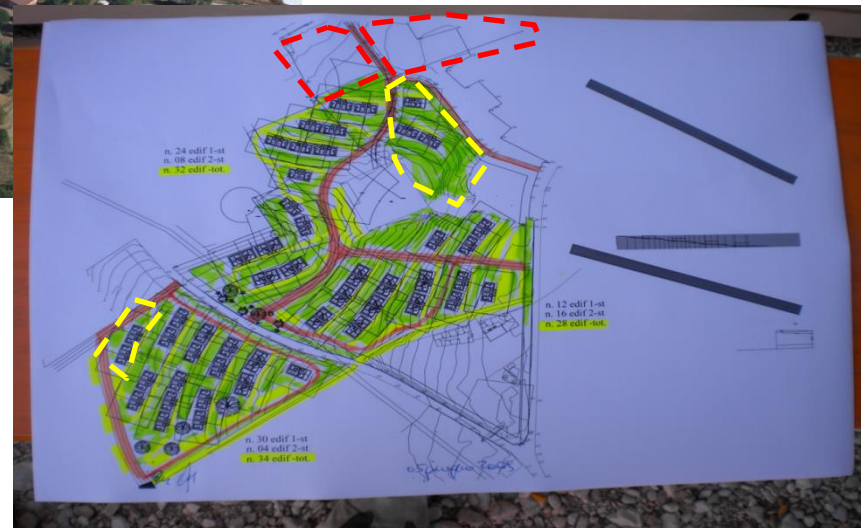 n. 24 edif 1-st
n. 08 edif 2-st
n. 32 edif -tot.
n. 12 edif 1-st
n. 16 edif 2-st
n. 28 edif -tot.
n. 30 edif 1-st
n. 04 edif 2-st
n. 34 edif -tot.